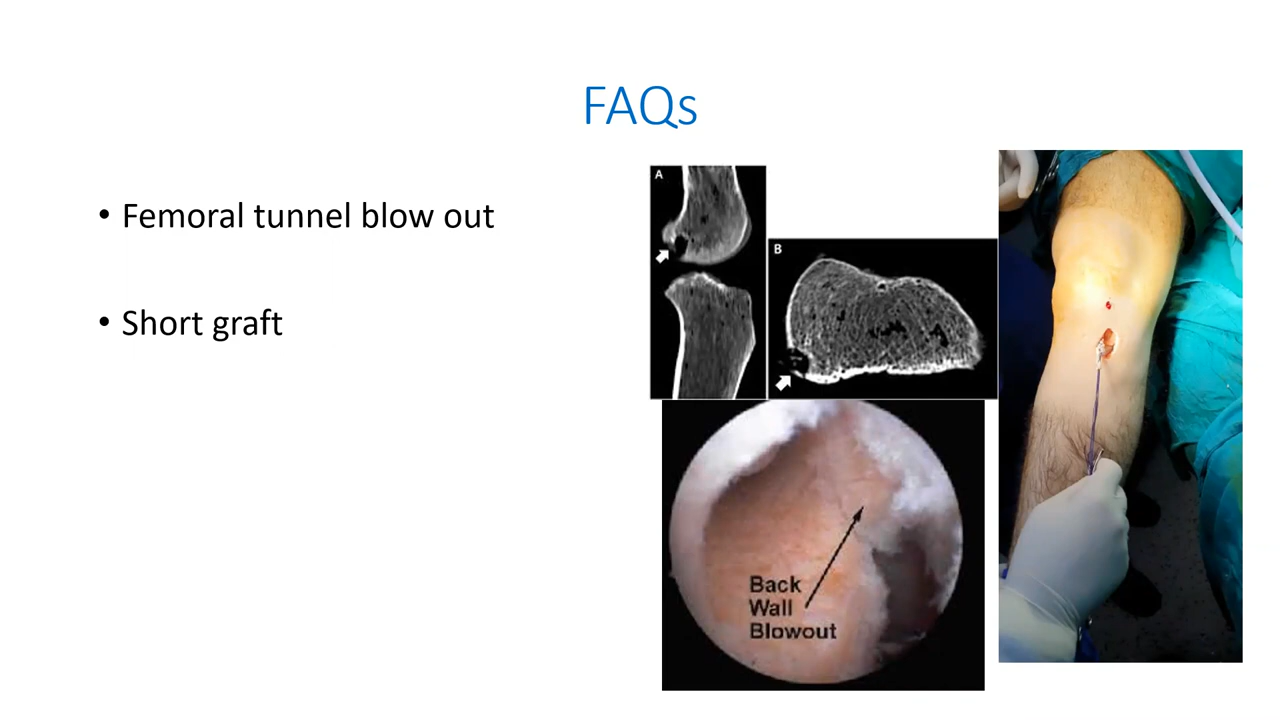 FAQs
• Femoral tunnel blow out
• Short graft
A
B
Back
Wall
Blowout